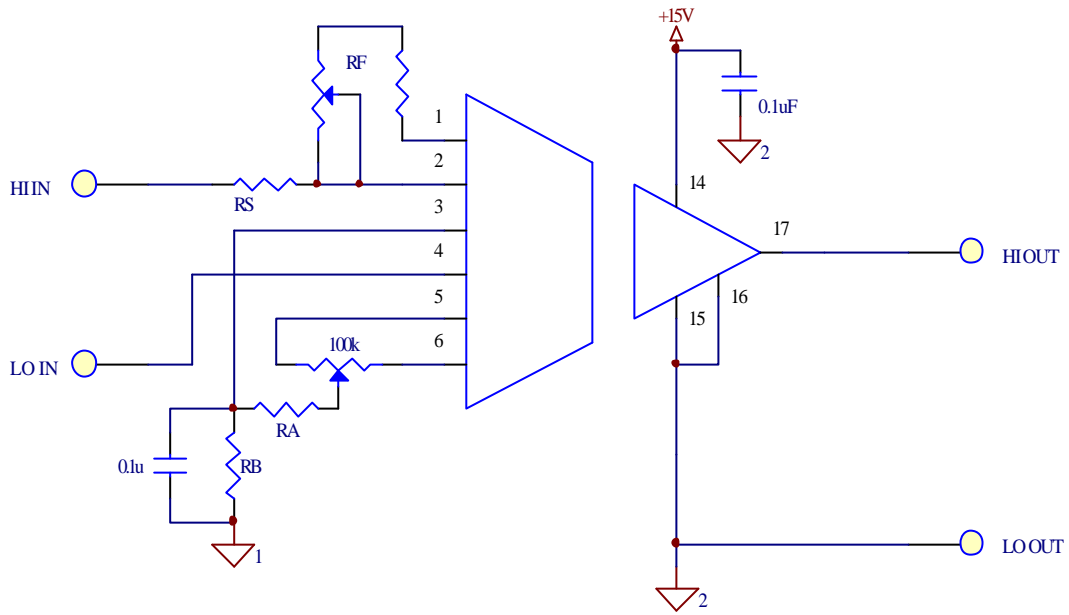 +15V
RF
0.1uF
2
1
2
3
4
5
6
HI IN
RS
14
17
HI OUT
16
15
LO IN
100k
RA
0.1u
RB
1
LO OUT
2